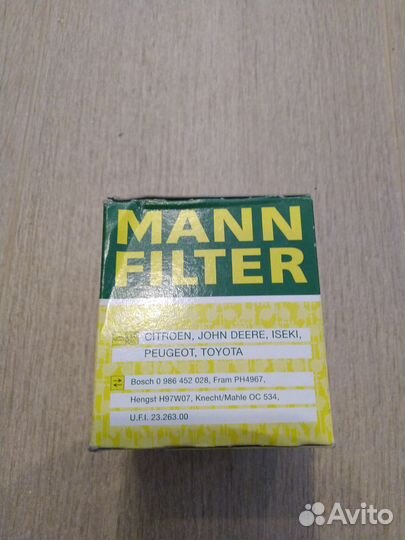 MANN
FILTER
CITROEN, JOHN DEERE, ISEKI,
PEUGEOT, TOYOTA
Bosch 0 986 452 028, Fram PH4967,
Hengst H97W07, Knecht/Mahle OC 534,
U.F.I. 23.263.00
Avito